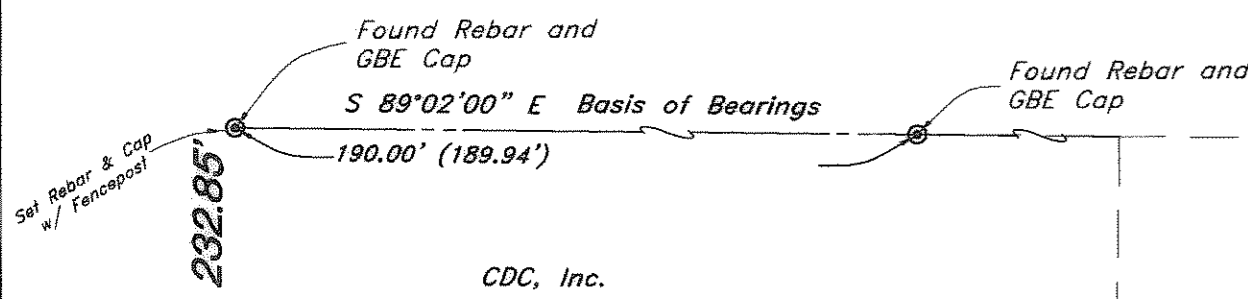 Found Rebar and
GBE Cap
Found Rebar and
GBE Cap
S 89°02'00" E Basis of Bearings
190.00' (189.94')
Set Rebar & Cap
w/ Fencepost
232.85'
CDC, Inc.